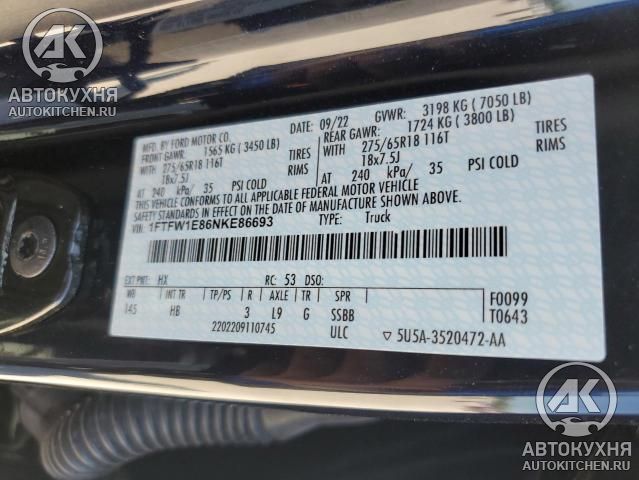 AK
АВТОКУХНЯ
AUTOKITCHEN.RU
MFD. BY FORD MOTOR CO.
DATE: 09/22 GVWR: 3198 KG ( 7050 LB)
FRONT GAWR: 1565 KG ( 3450 LB)
REAR GAWR: 1724 KG ( 3800 LB)
WITH 275/65R18 116T TIRES
WITH 275/65R18 116T TIRES
18x7.5J RIMS
18x7.5J RIMS
AT 240 kPa/ 35 PSI COLD
AT 240 kPa/ 35 PSI COLD
THIS VEHICLE CONFORMS TO ALL APPLICABLE FEDERAL MOTOR VEHICLE
SAFETY STANDARDS IN EFFECT ON THE DATE OF MANUFACTURE SHOWN ABOVE.
VIN: 1FTFW1E86NKE86693 TYPE: Truck
EXT PNT: HX RC: 53 DSO:
WB INT TR TP/PS R AXLE TR SPR F0099
145 HB 3 L9 G SSBB T0643
2202209110745 ULC ▽ 5U5A-3520472-AA
AK
АВТОКУХНЯ
AUTOKITCHEN.RU